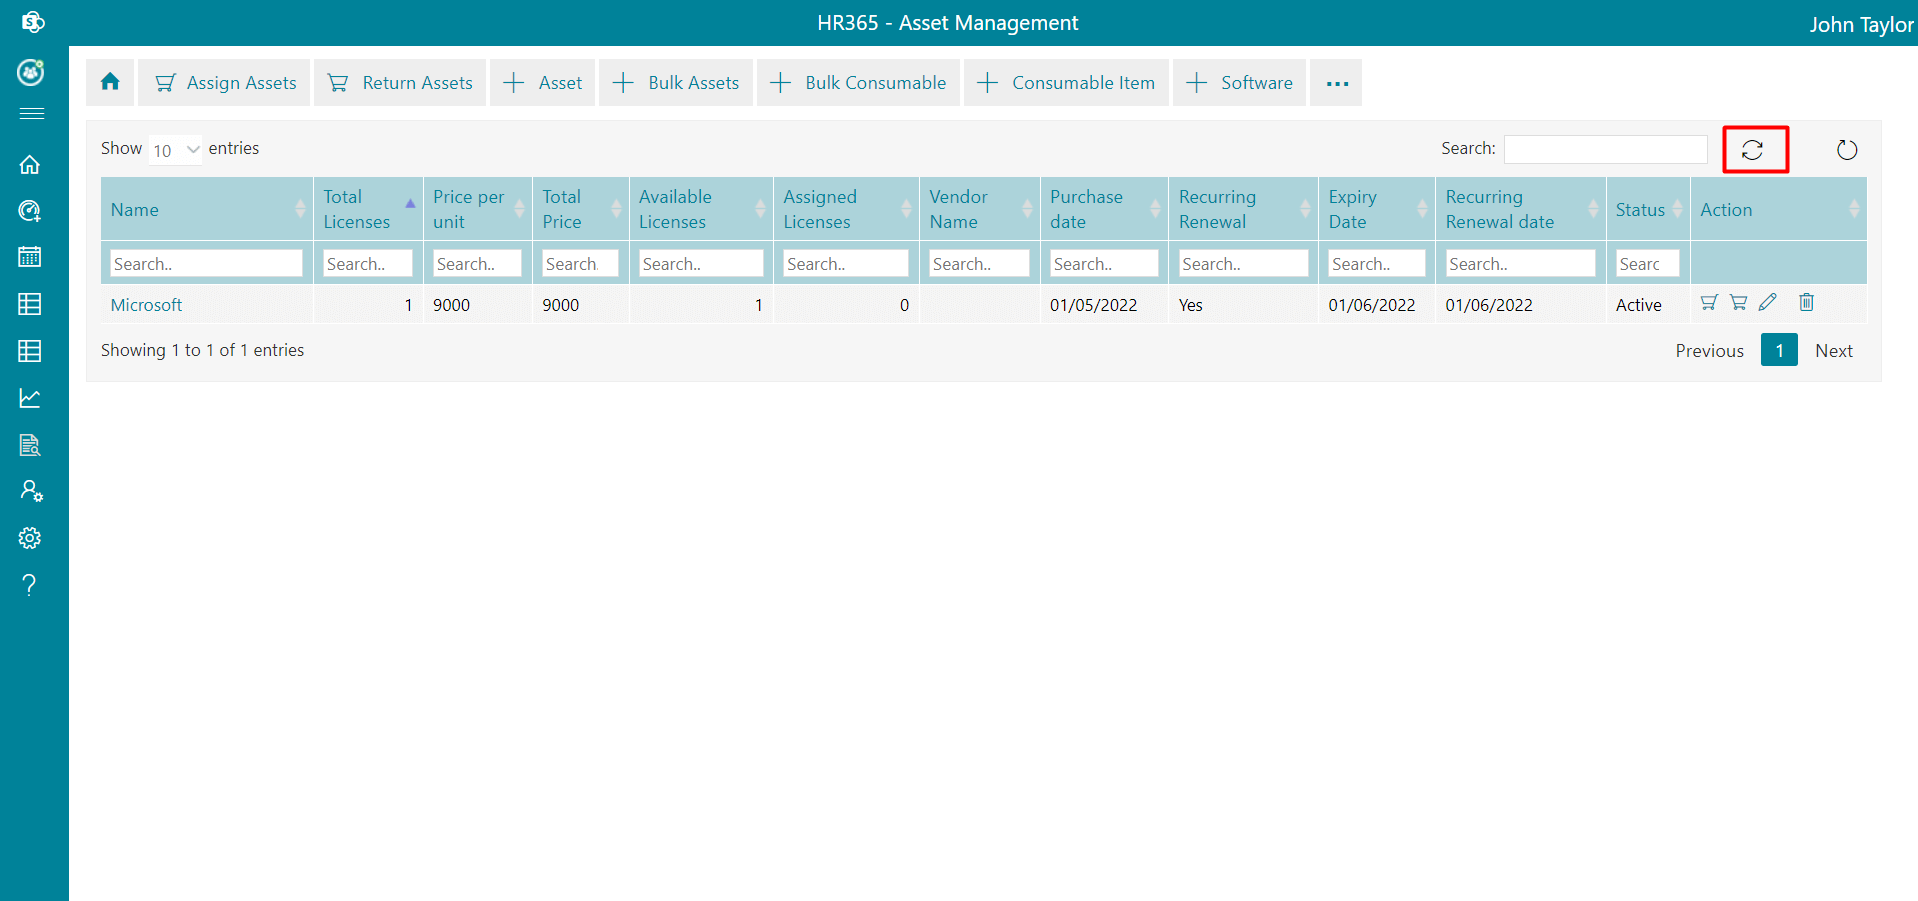 S
HR365 - Asset Management
John Taylor
Assign Assets
Return Assets
Asset
Bulk Assets
Bulk Consumable
Consumable Item
Software
...
Show 10 entries
Search:
Name
Total Licenses
Price per unit
Total Price
Available Licenses
Assigned Licenses
Vendor Name
Purchase date
Recurring Renewal
Expiry Date
Recurring Renewal date
Status
Action
Search.. Search.. Search.. Search. Search.. Search.. Search.. Search.. Search.. Search.. Search.. Searc
Microsoft 1 9000 9000 1 0 01/05/2022 Yes 01/06/2022 01/06/2022 Active
Showing 1 to 1 of 1 entries
Previous 1 Next
?